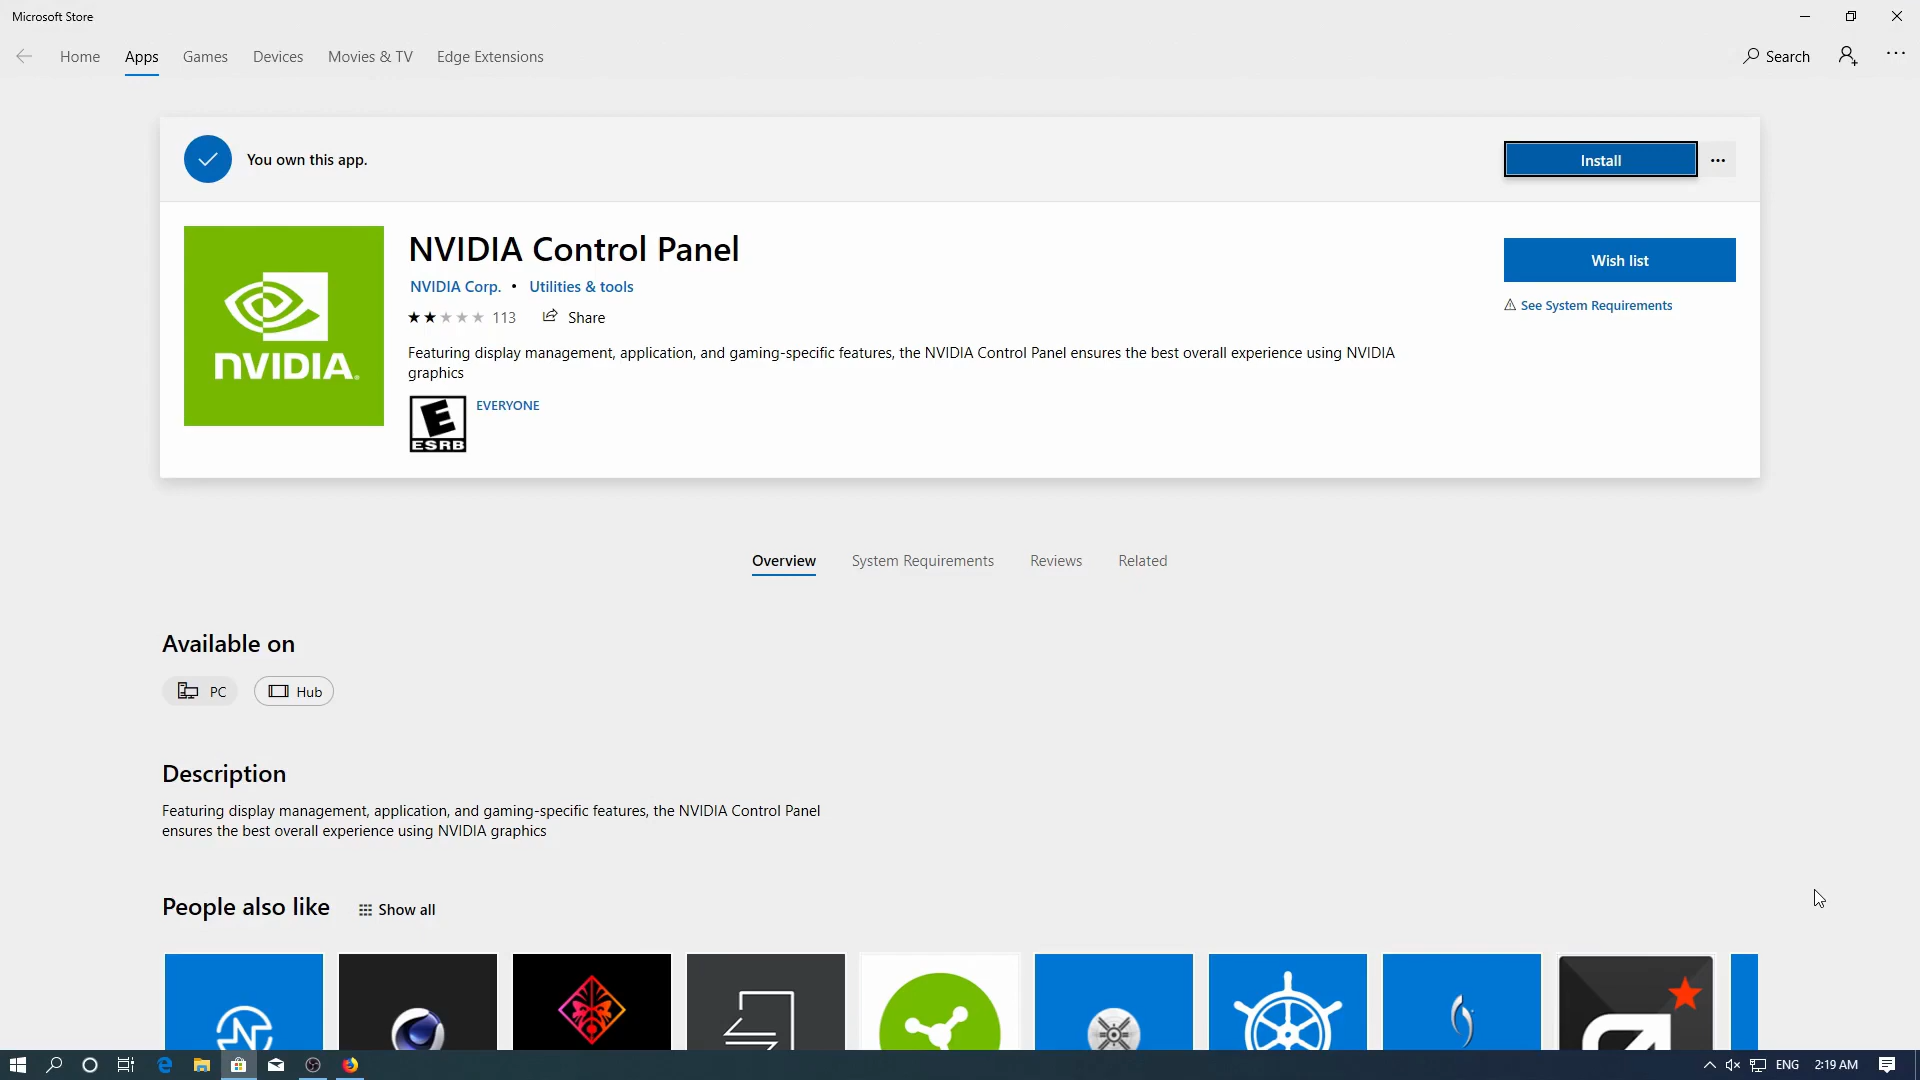 Microsoft Store
Home
Apps
Games
Devices
Movies & TV
Edge Extensions
Search
You own this app.
Install
NVIDIA Control Panel
NVIDIA Corp. • Utilities & tools
Wish list
See System Requirements
113
Share
Featuring display management, application, and gaming-specific features, the NVIDIA Control Panel ensures the best overall experience using NVIDIA
graphics
NVIDIA.
E
ESRB
EVERYONE
Overview
System Requirements
Reviews
Related
Available on
PC
Hub
Description
Featuring display management, application, and gaming-specific features, the NVIDIA Control Panel
ensures the best overall experience using NVIDIA graphics
People also like
Show all
ENG
2:19 AM